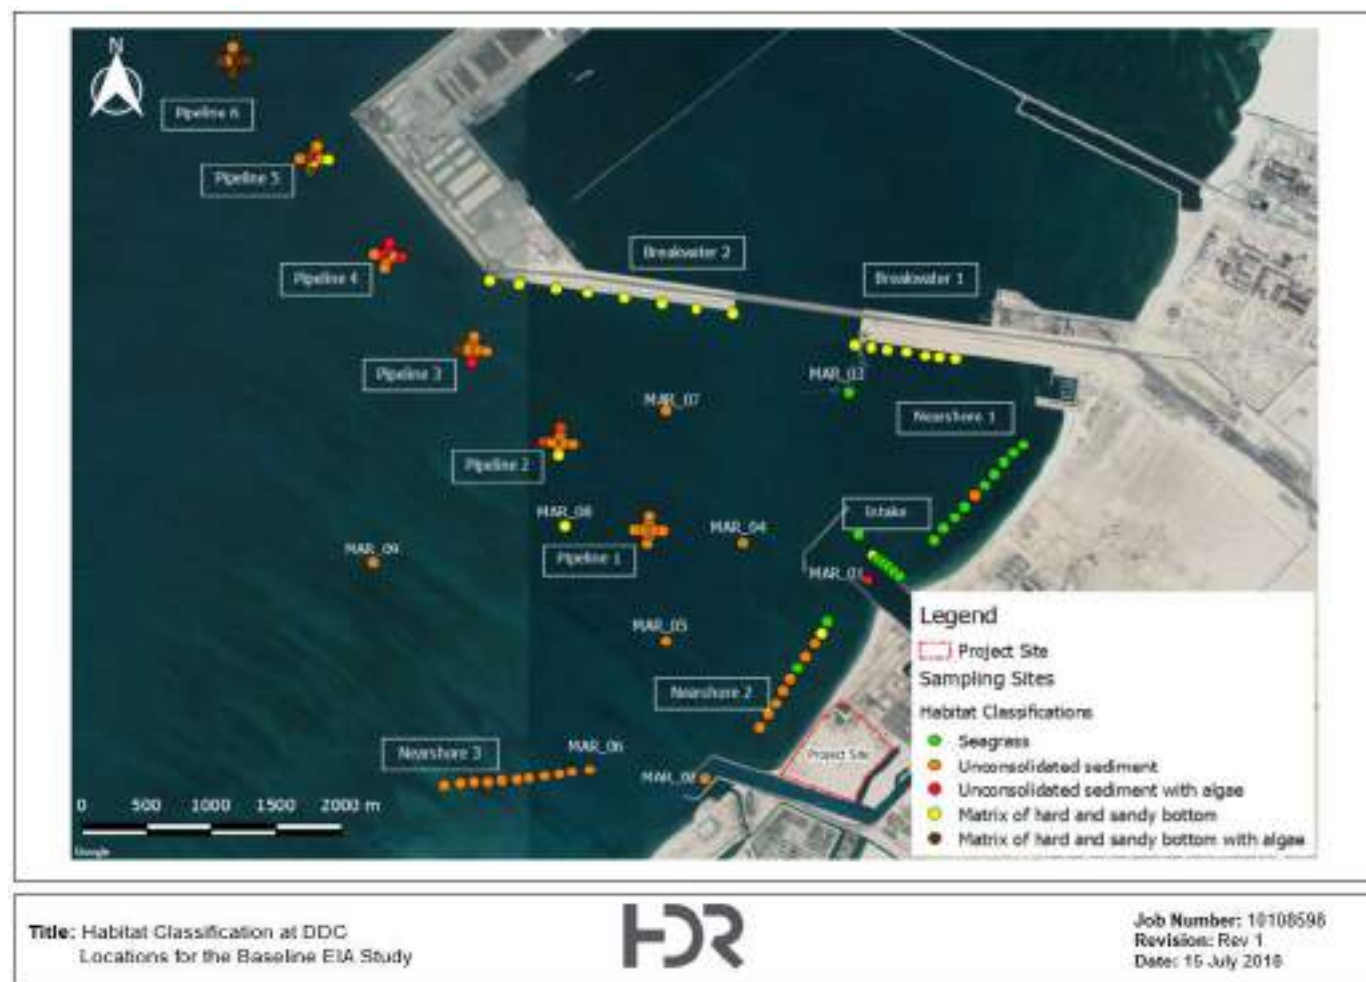 N
Pipeline 6
Pipeline 5
Pipeline 4
Pipeline 3
Pipeline 2
Pipeline 1
Breakwater 2
Breakwater 1
MAR_03
MAR_07
Nearshore 1
Intake
MAR_08
MAR_04
MAR_09
MAR_01
MAR_05
Nearshore 2
Nearshore 3
MAR_06
MAR_02
Project Site
0 500 1000 1500 2000 m
Google
Legend
Project Site
Sampling Sites
Habitat Classifications
Seagrass
Unconsolidated sediment
Unconsolidated sediment with algae
Matrix of hard and sandy bottom
Matrix of hard and sandy bottom with algae
Title: Habitat Classification at DDC
Locations for the Baseline EIA Study
HDR
Job Number: 10108598
Revision: Rev 1
Date: 15 July 2018